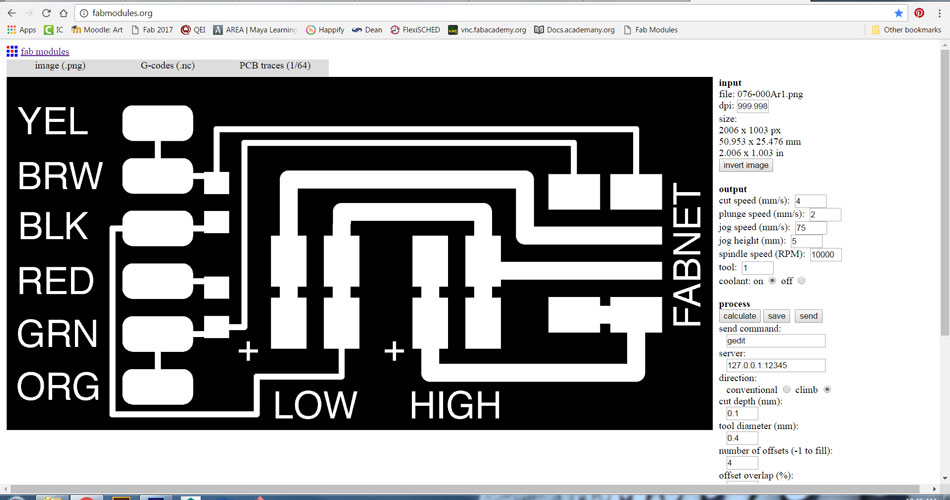 fabmodules.org
Apps C IC Moodle: Art Fab 2017 QEI AREA | Maya Learning Happify Dean FlexiSCHED VNC vnc.fabacademy.org Docs.academany.org Fab Modules Other bookmarks
fab modules
image (.png) G-codes (.nc) PCB traces (1/64)
YEL
BRW
BLK
RED
GRN
ORG
+
+
LOW
HIGH
FABNET
input
file: 076-000Ar1.png
dpi: 999.998
size:
2006 x 1003 px
50.953 x 25.476 mm
2.006 x 1.003 in
invert image
output
cut speed (mm/s): 4
plunge speed (mm/s): 2
jog speed (mm/s): 75
jog height (mm): 5
spindle speed (RPM): 10000
tool: 1
coolant: on off
process
calculate save send
send command:
gedit
server:
127.0.0.1:12345
direction:
conventional climb
cut depth (mm):
0.1
tool diameter (mm):
0.4
number of offsets (-1 to fill):
4
offset overlap (%):